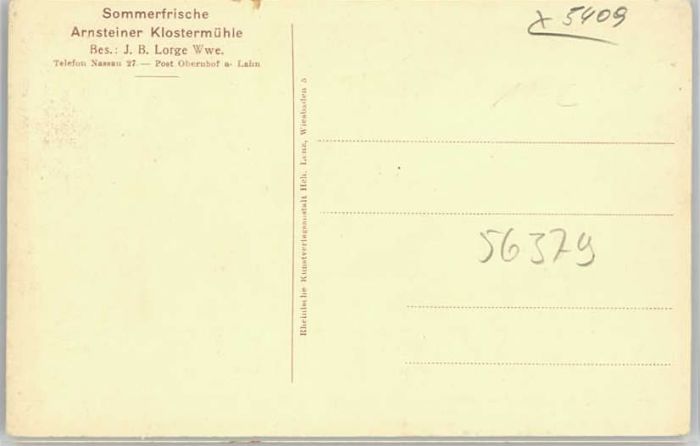 Sommerfrische
Arnsteiner Klostermühle
Bes.: J. B. Lorge Wwe.
Telefon Nassau 27. — Post Obernhof a. Lahn
x 5409
Rheinische Kunstverlagsanstalt Hch. Lenz, Wiesbaden 5
56379